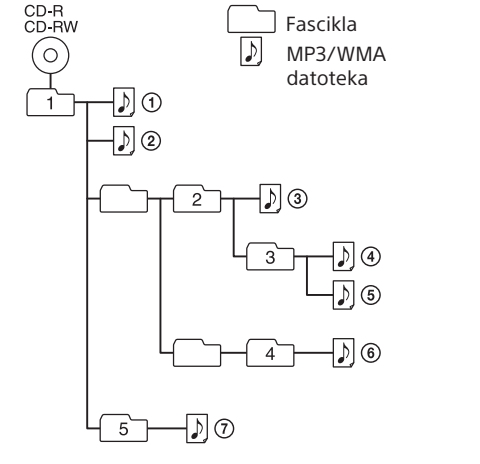 CD-R
CD-RW
Fascikla
MP3/WMA
datoteka
1
①
②
2
③
3
④
⑤
4
⑥
5
⑦